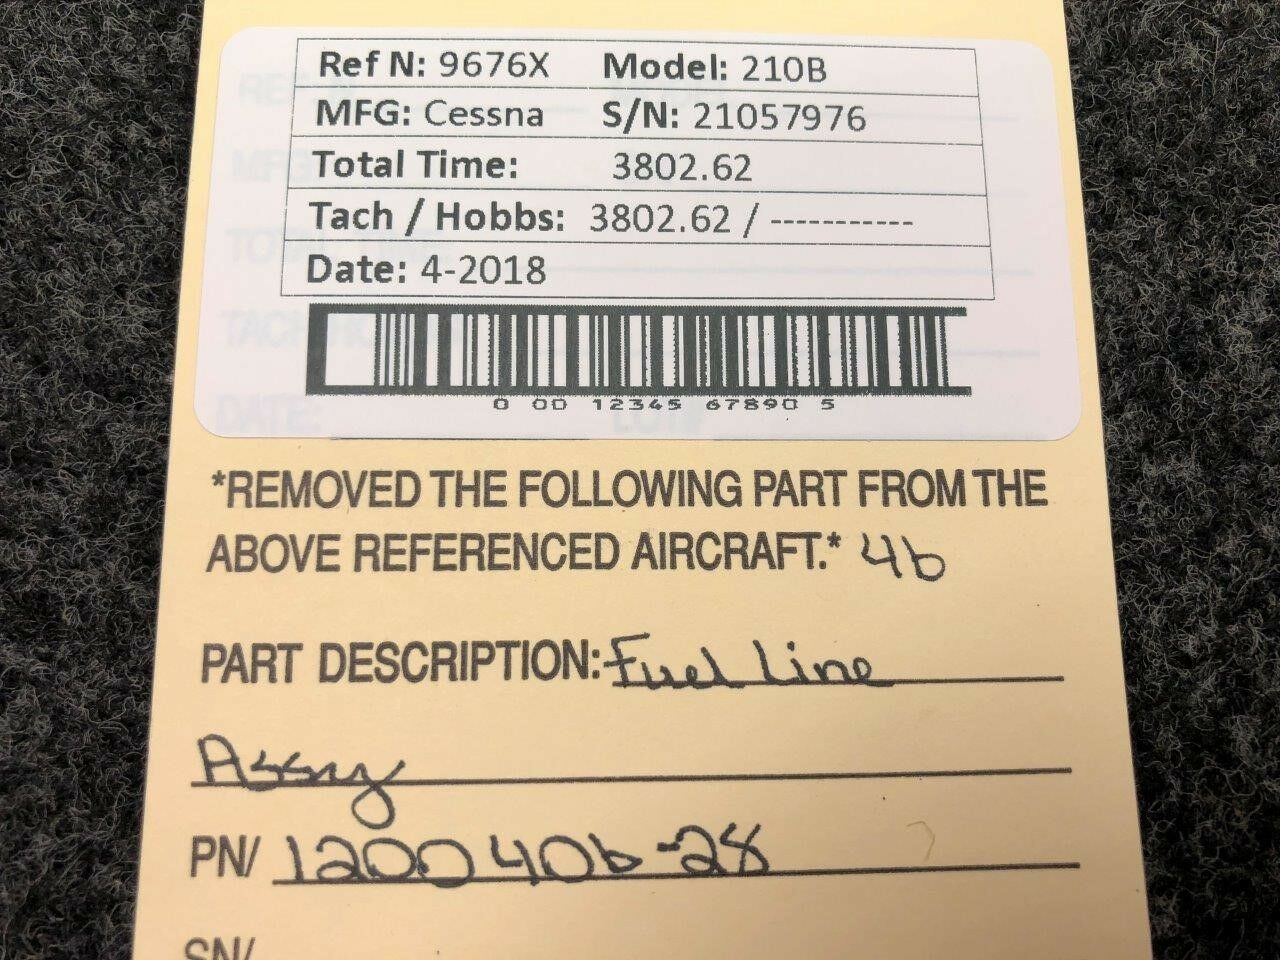 Ref N: 9676X Model: 210B
MFG: Cessna S/N: 21057976
Total Time: 3802.62
Tach / Hobbs: 3802.62 / -----------
Date: 4-2018
0 00 12345 67890 5
*REMOVED THE FOLLOWING PART FROM THE
ABOVE REFERENCED AIRCRAFT.* 4b
PART DESCRIPTION: Fuel Line
Assy
PN/ 1200406-28
SN/